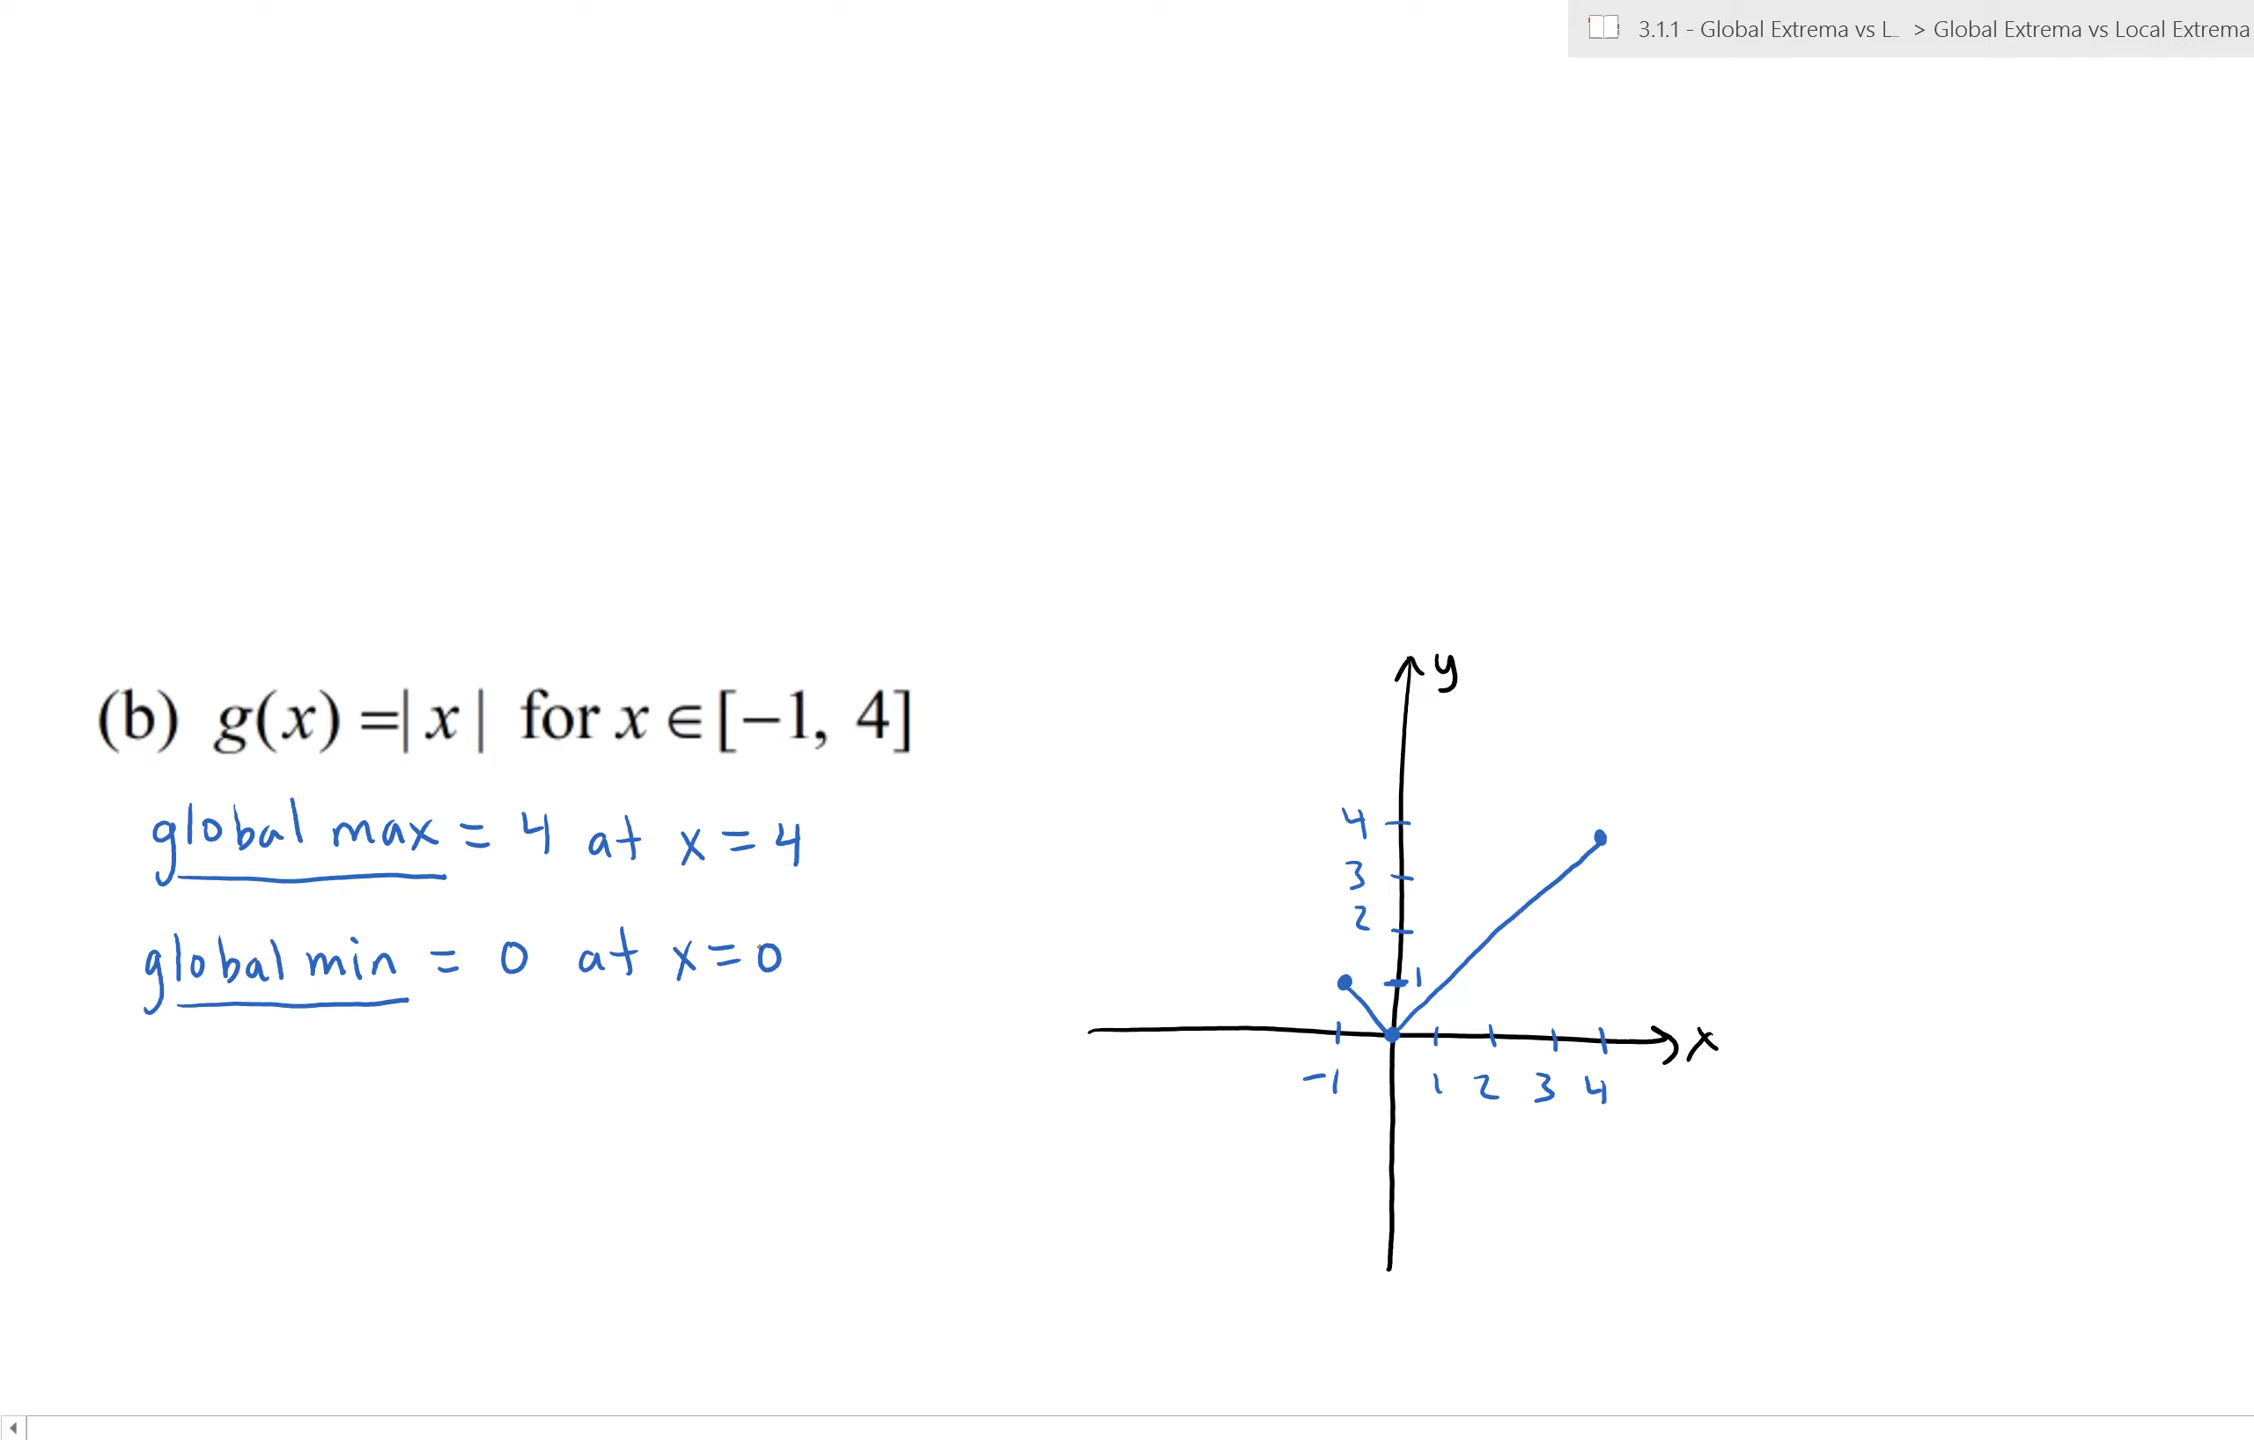 3.1.1 - Global Extrema vs L... > Global Extrema vs Local Extrema
(b) g(x) =| x | for x ∈ [−1, 4]
global max = 4 at x = 4
global min = 0 at x = 0
y
4
3
2
1
x
-1 1 2 3 4